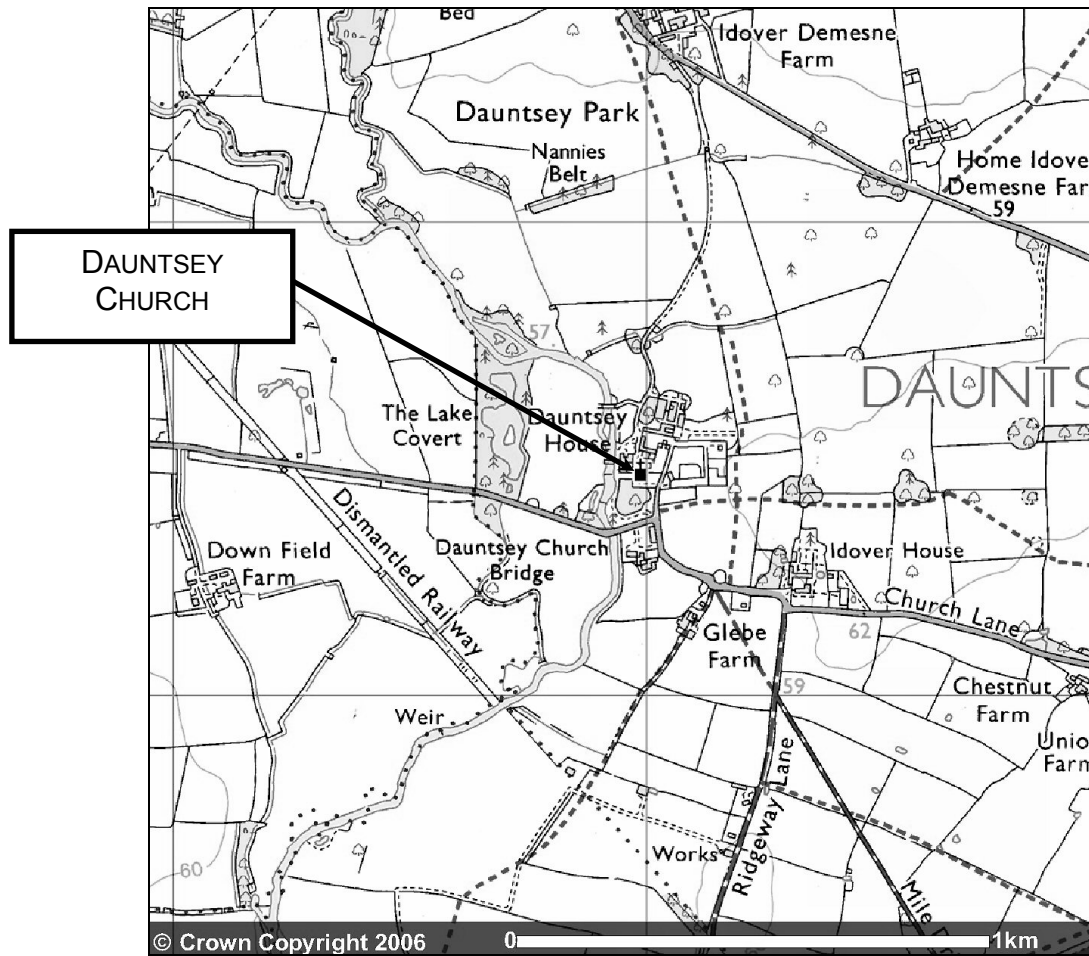 Bed
Idover Demesne
Farm
Dauntsey Park
Nannies
Belt
Home Idove
Demesne Far
59
DAUNTSEY
CHURCH
57
DAUNTS
The Lake
Covert
Dauntsey
House
Dismantled Railway
Down Field
Farm
Dauntsey Church
Bridge
Idover House
Church Lane
62
Glebe
Farm
59
Chestnut
Farm
Unio
Farm
Weir
Ridgeway Lane
Works
60
Mile
© Crown Copyright 2006
0
1km